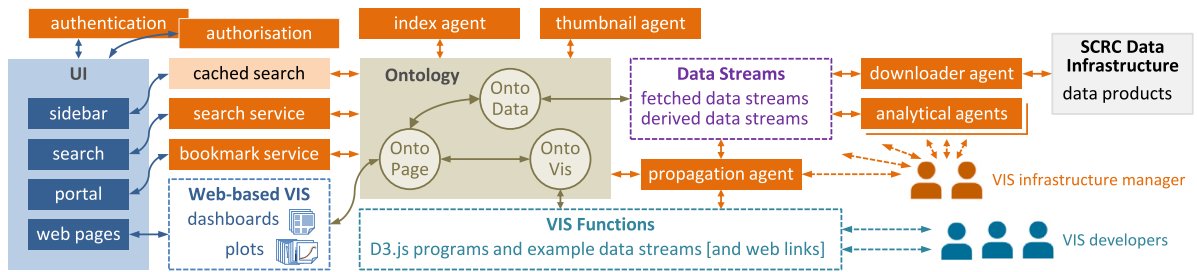 authentication
authorisation
index agent
thumbnail agent
UI
sidebar
search
portal
web pages
cached search
search service
bookmark service
Web-based VIS
dashboards
plots
Ontology
Onto
Data
Onto
Page
Onto
Vis
Data Streams
fetched data streams
derived data streams
propagation agent
downloader agent
analytical agents
SCRC Data
Infrastructure
data products
VIS infrastructure manager
VIS Functions
D3.js programs and example data streams [and web links]
VIS developers